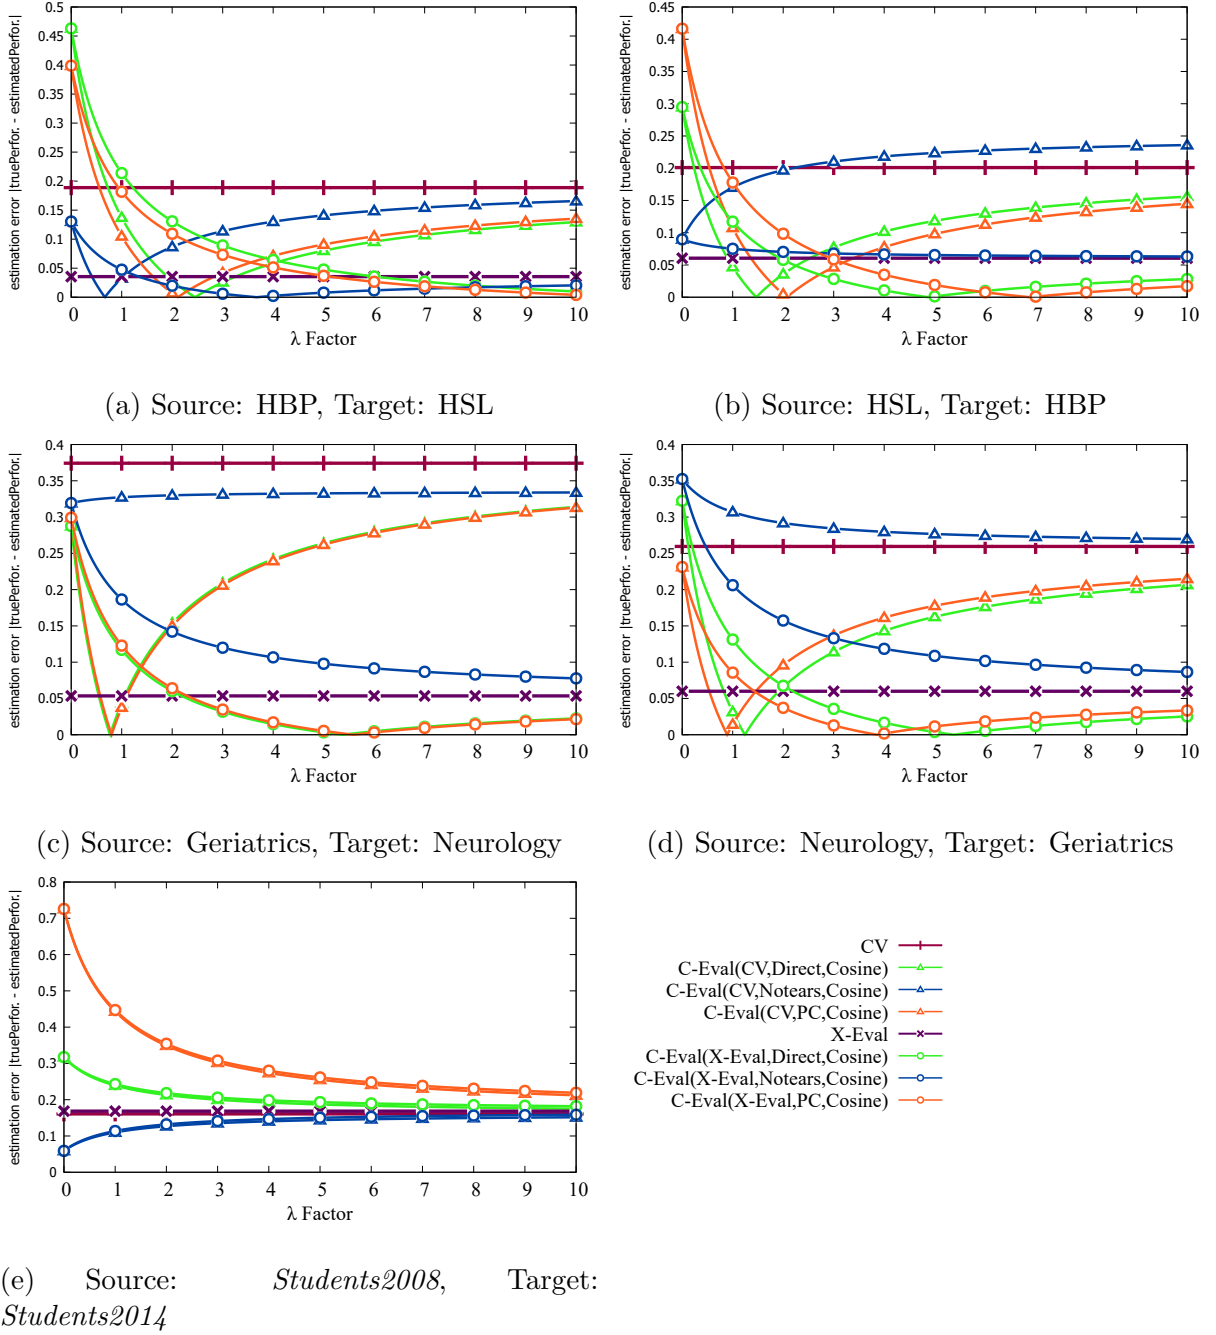 0.5
0.45
0.4
0.35
0.3
0.25
0.2
0.15
0.1
0.05
0
estimation error |truePerfor. - estimatedPerfor.|
0 1 2 3 4 5 6 7 8 9 10
λ Factor
(a) Source: HBP, Target: HSL
0.45
0.4
0.35
0.3
0.25
0.2
0.15
0.1
0.05
0
estimation error |truePerfor. - estimatedPerfor.|
0 1 2 3 4 5 6 7 8 9 10
λ Factor
(b) Source: HSL, Target: HBP
0.4
0.35
0.3
0.25
0.2
0.15
0.1
0.05
0
estimation error |truePerfor. - estimatedPerfor.|
0 1 2 3 4 5 6 7 8 9 10
λ Factor
(c) Source: Geriatrics, Target: Neurology
0.4
0.35
0.3
0.25
0.2
0.15
0.1
0.05
0
estimation error |truePerfor. - estimatedPerfor.|
0 1 2 3 4 5 6 7 8 9 10
λ Factor
(d) Source: Neurology, Target: Geriatrics
0.8
0.7
0.6
0.5
0.4
0.3
0.2
0.1
0
estimation error |truePerfor. - estimatedPerfor.|
0 1 2 3 4 5 6 7 8 9 10
λ Factor
(e) Source: Students2008, Target:
Students2014
CV
C-Eval(CV,Direct,Cosine)
C-Eval(CV,Notears,Cosine)
C-Eval(CV,PC,Cosine)
X-Eval
C-Eval(X-Eval,Direct,Cosine)
C-Eval(X-Eval,Notears,Cosine)
C-Eval(X-Eval,PC,Cosine)